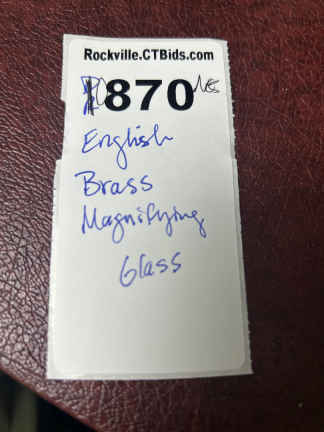 Rockville.CTBids.com
870
English
Brass
Magnifying
Glass